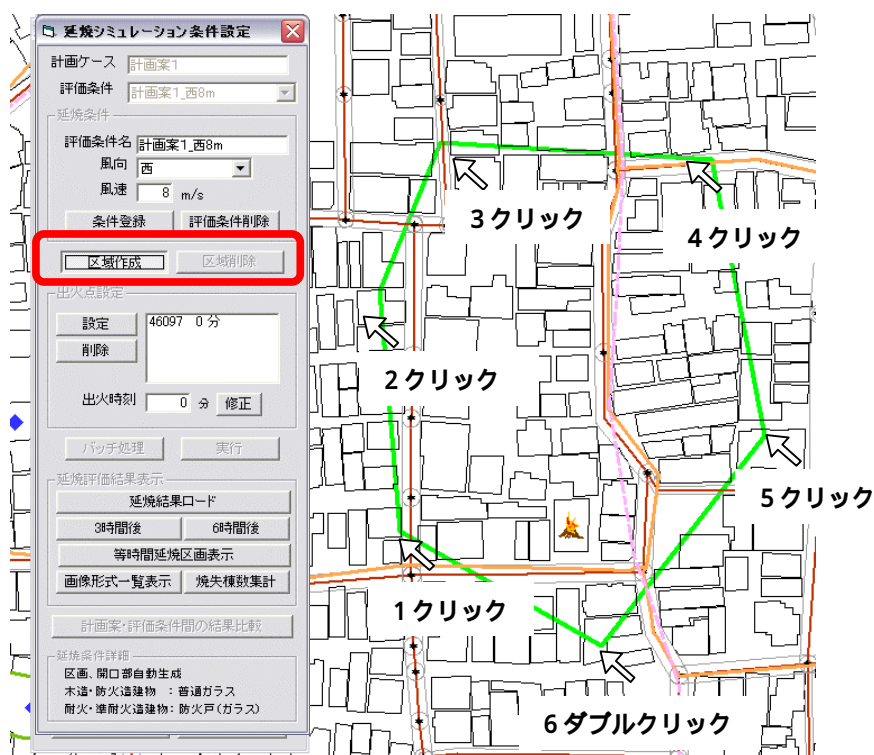 延焼シミュレーション条件設定
計画ケース 計画案1
評価条件 計画案1_西8m
延焼条件
評価条件名 計画案1_西8m
風向 西
風速 8 m/s
条件登録 評価条件削除
区域作成 区域削除
出火点設定
設定 46097 0 分
削除
出火時刻 0 分 修正
バッチ処理 実行
延焼評価結果表示
延焼結果ロード
3時間後 6時間後
等時間延焼区画表示
画像形式一覧表示 焼失棟数集計
計画案・評価条件間の結果比較
延焼条件詳細
区画、開口部自動生成
木造・防火造建物 :普通ガラス
耐火・準耐火造建物:防火戸(ガラス)
3クリック
4クリック
2クリック
5クリック
1クリック
6ダブルクリック